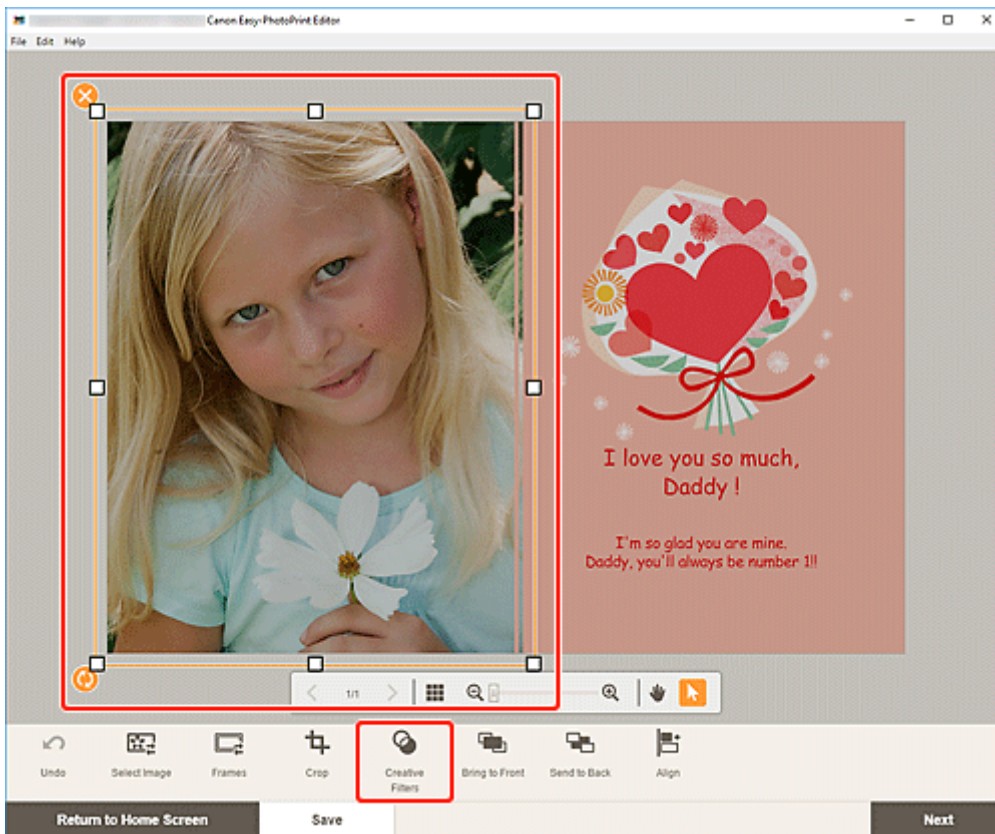 Canon Easy-PhotoPrint Editor
File Edit Help
I love you so much,
Daddy !
I'm so glad you are mine.
Daddy, you'll always be number 1!!
1/1
Undo
Select Image
Frames
Crop
Creative
Filters
Bring to Front
Send to Back
Align
Return to Home Screen
Save
Next